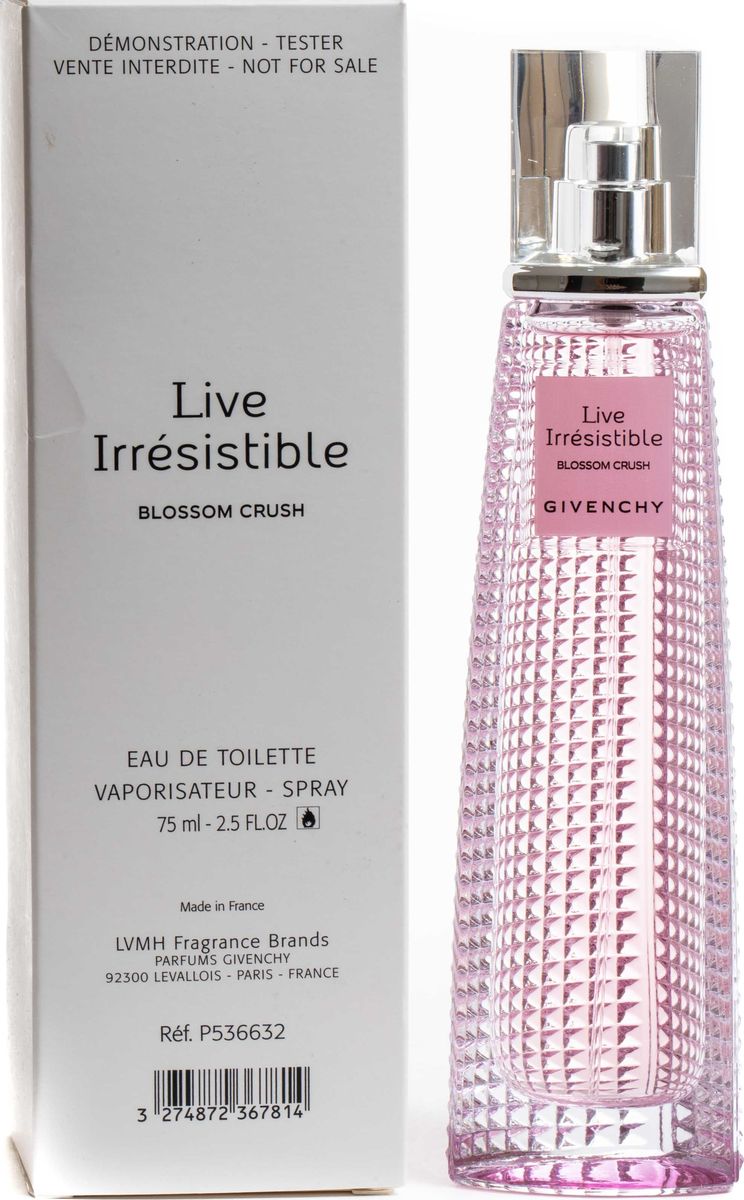 DÉMONSTRATION - TESTER
VENTE INTERDITE - NOT FOR SALE
Live
Irrésistible
BLOSSOM CRUSH
EAU DE TOILETTE
VAPORISATEUR - SPRAY
75 ml - 2.5 FL.OZ
Made in France
LVMH Fragrance Brands
PARFUMS GIVENCHY
92300 LEVALLOIS - PARIS - FRANCE
Réf. P536632
3 274872 367814
Live
Irrésistible
BLOSSOM CRUSH
GIVENCHY